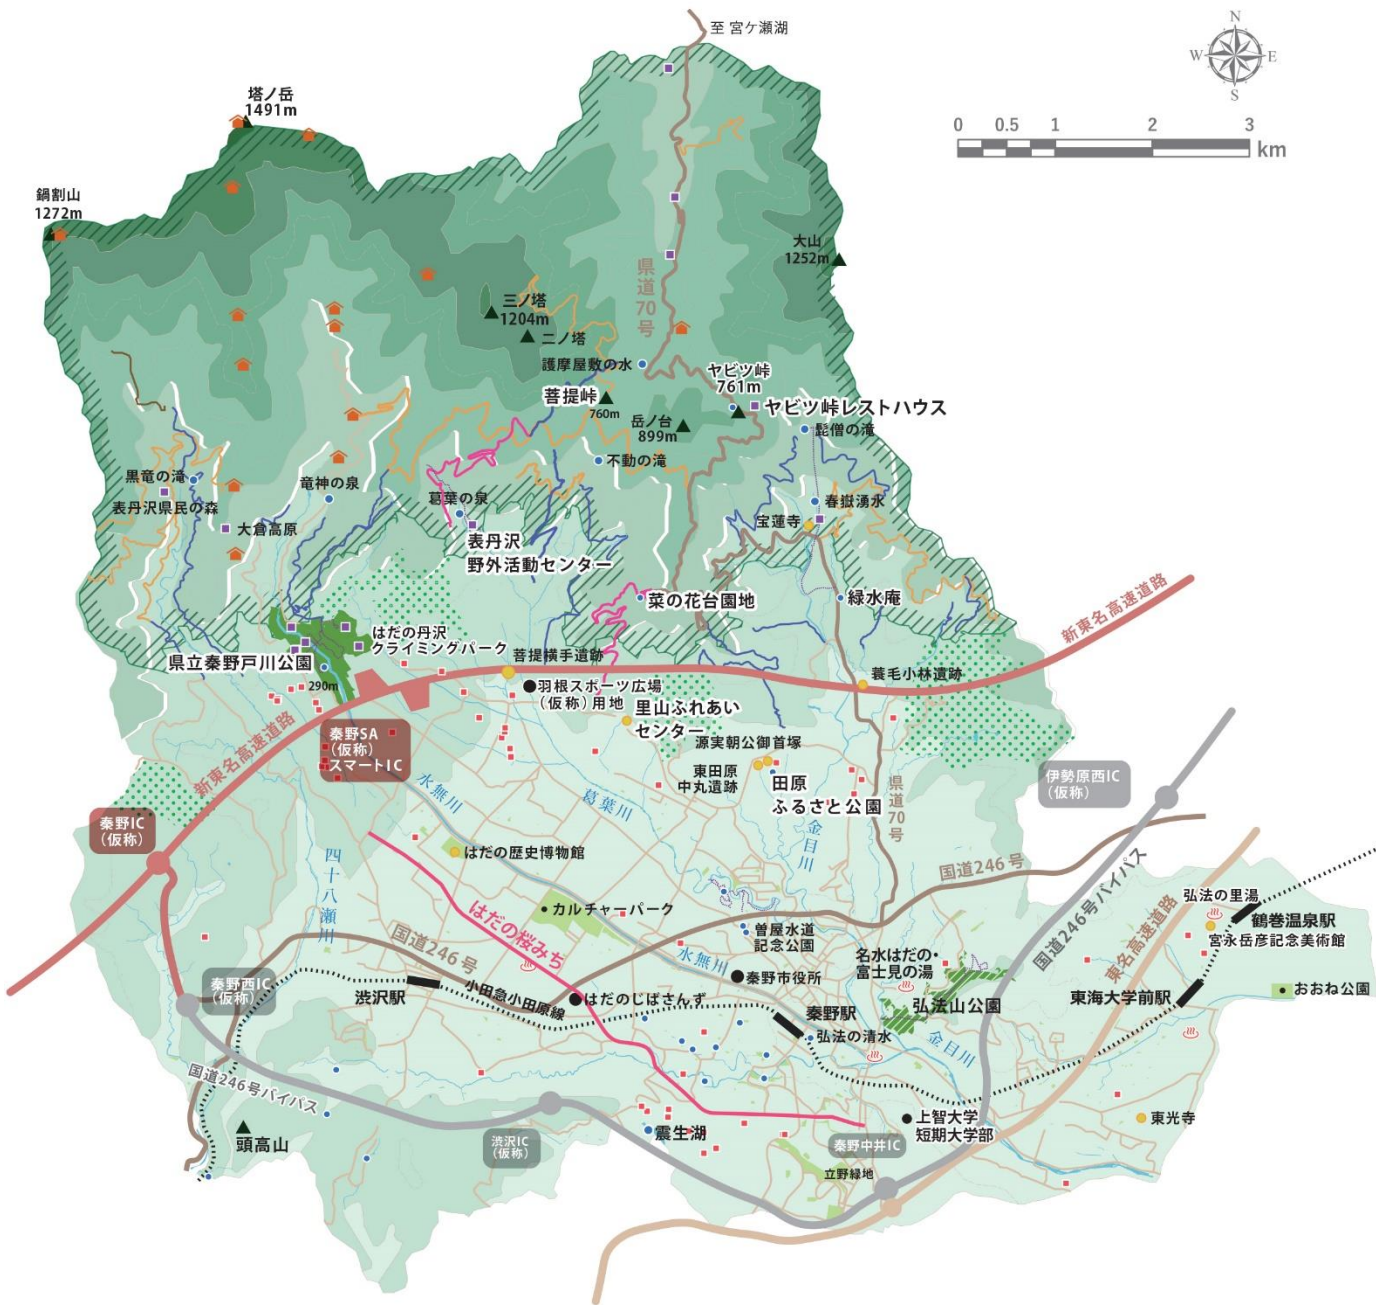 至 宮ケ瀬湖
N
W
E
S
0
0.5
1
2
3
km
塔ノ岳
1491m
鍋割山
1272m
大山
1252m
県道70号
三ノ塔
1204m
二ノ塔
護摩屋敷の水
ヤビツ峠
761m
菩提峠
760m
岳ノ台
899m
ヤビツ峠レストハウス
髭僧の滝
不動の滝
黒竜の滝
表丹沢県民の森
竜神の泉
大倉高原
葛葉の泉
春嶽湧水
宝蓮寺
表丹沢
野外活動センター
菜の花台園地
緑水庵
新東名高速道路
はだの丹沢
クライミングパーク
県立秦野戸川公園
290m
菩提横手遺跡
羽根スポーツ広場
（仮称）用地
蓑毛小林遺跡
里山ふれあい
センター
秦野SA
（仮称）
スマートIC
新東名高速道路
源実朝公御首塚
東田原
中丸遺跡
田原
ふるさと公園
伊勢原西IC
（仮称）
水無川
葛葉川
金目川
県道70号
秦野IC
（仮称）
四十八瀬川
はだの歴史博物館
国道246号
国道246号バイパス
東名高速道路
はだの桜みち
カルチャーパーク
弘法の里湯
鶴巻温泉駅
宮永岳彦記念美術館
曽屋水道
記念公園
国道246号
水無川
名水はだの・
富士見の湯
秦野市役所
秦野西IC
（仮称）
渋沢駅
小田急小田原線
はだのじばさんず
秦野駅
弘法山公園
東海大学前駅
おおね公園
弘法の清水
金目川
国道246号バイパス
頭高山
渋沢IC
（仮称）
震生湖
上智大学
短期大学部
東光寺
秦野中井IC
立野緑地